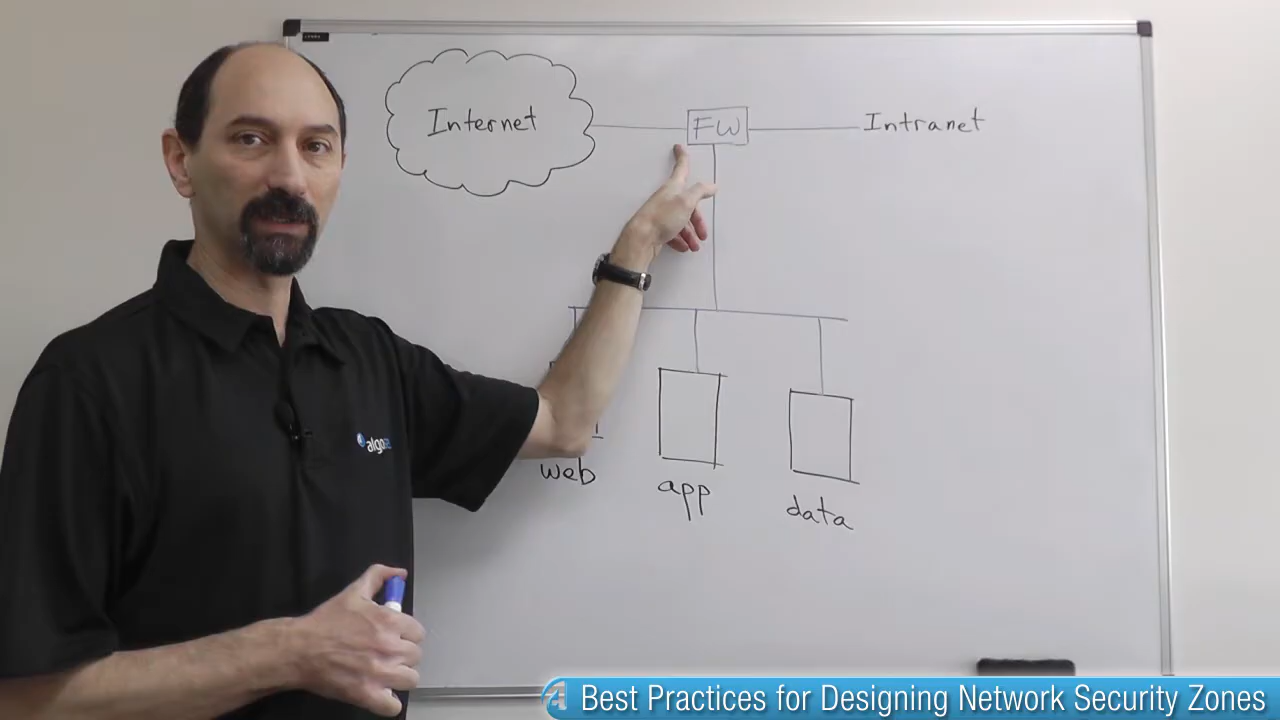 Internet
FW
Intranet
web
app
data
Best Practices for Designing Network Security Zones